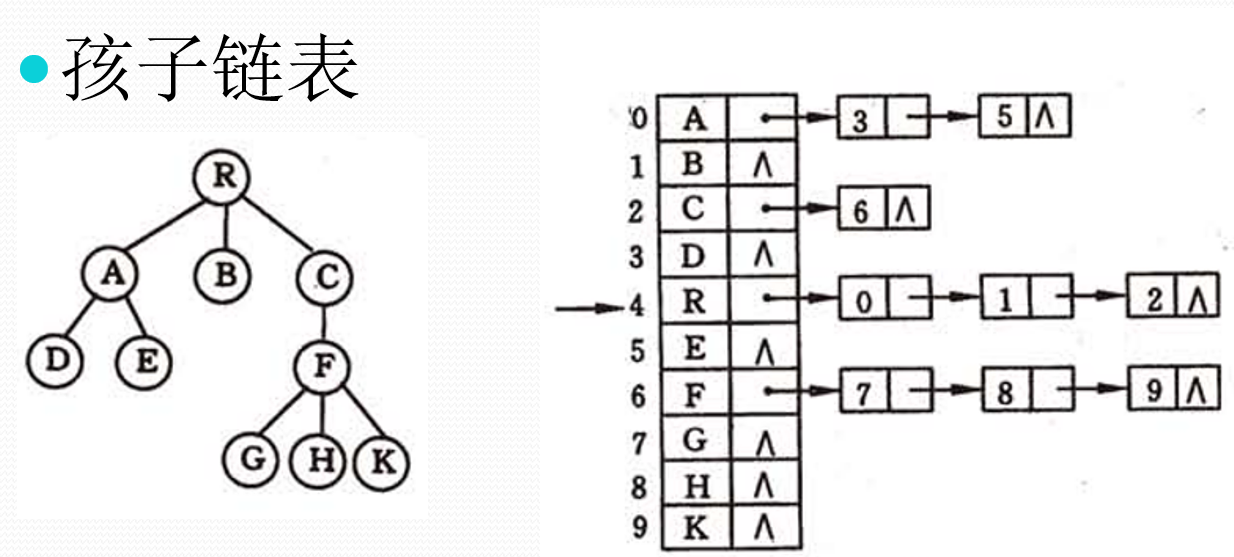 孩子链表
R
A B C
D E F
G H K
0 A 3 5 ∧
1 B ∧
2 C 6 ∧
3 D ∧
4 R 0 1 2 ∧
5 E ∧
6 F 7 8 9 ∧
7 G ∧
8 H ∧
9 K ∧